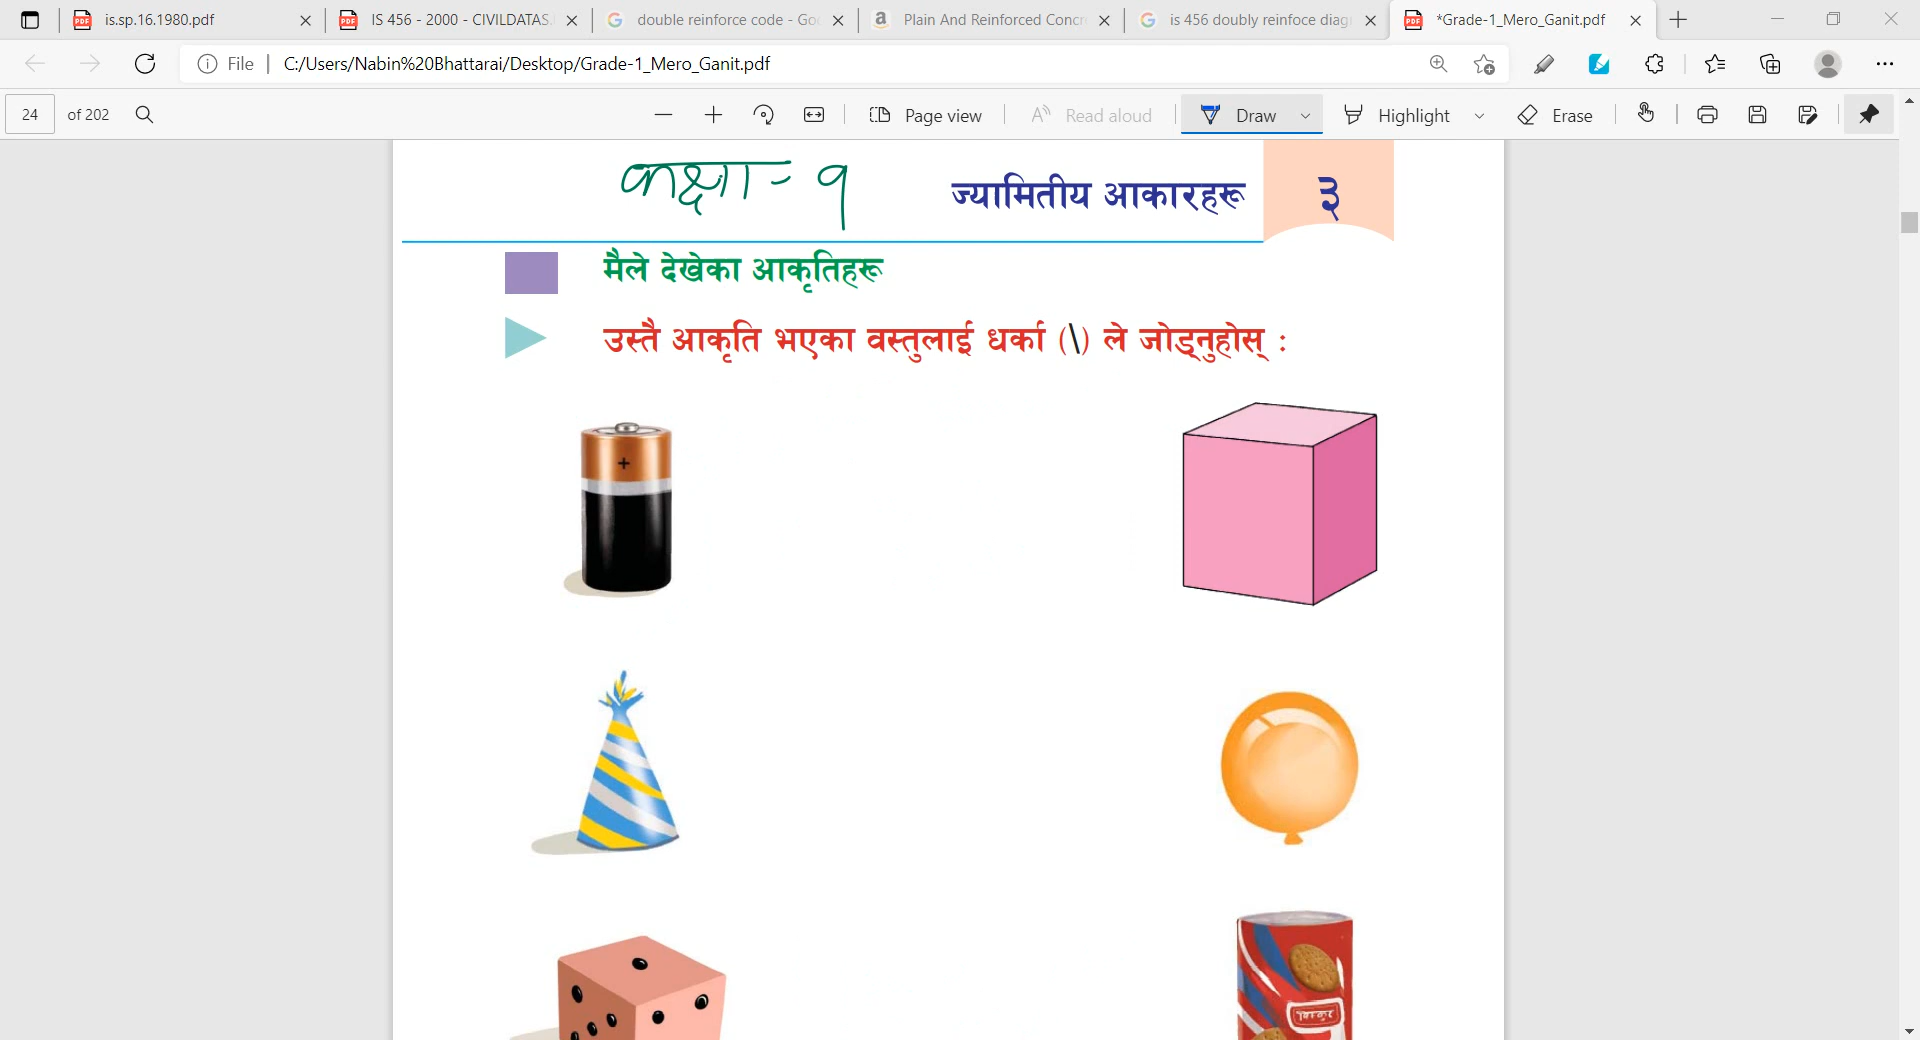 is.sp.16.1980.pdf
IS 456 - 2000 - CIVILDATAS.
double reinforce code - Goo
Plain And Reinforced Concre
is 456 doubly reinfoce diag
*Grade-1_Mero_Ganit.pdf
File C:/Users/Nabin%20Bhattarai/Desktop/Grade-1_Mero_Ganit.pdf
24 of 202 Page view Read aloud Draw Highlight Erase
कक्षा - १ ज्यामितीय आकारहरू ३
मैले देखेका आकृतिहरू
उस्तै आकृति भएका वस्तुलाई धर्का (\) ले जोड्नुहोस् :
+
बिस्कुट